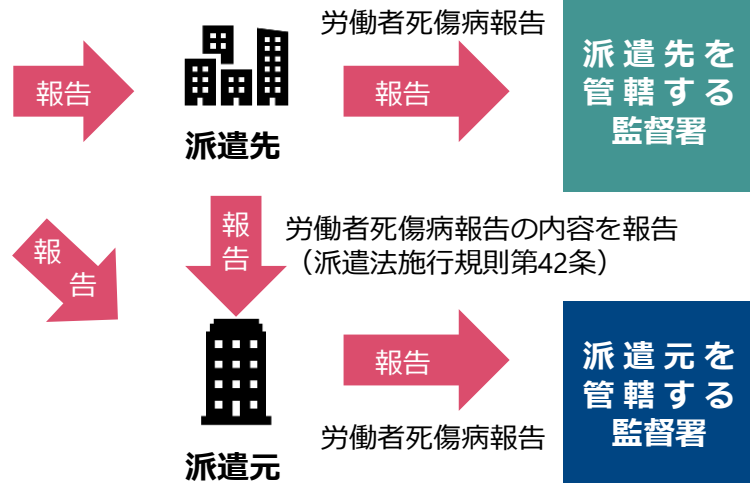 労働者死傷病報告
報告
報告
派遣先
派遣先を
管轄する
監督署
報告
報告
労働者死傷病報告の内容を報告
（派遣法施行規則第42条）
報告
派遣元
労働者死傷病報告
派遣元を
管轄する
監督署